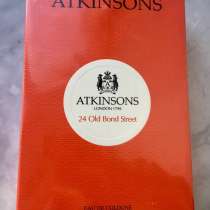 ATKINSONS
ATKINSONS
LONDON 1799
24 Old Bond Street
EAU DE COLOGNE